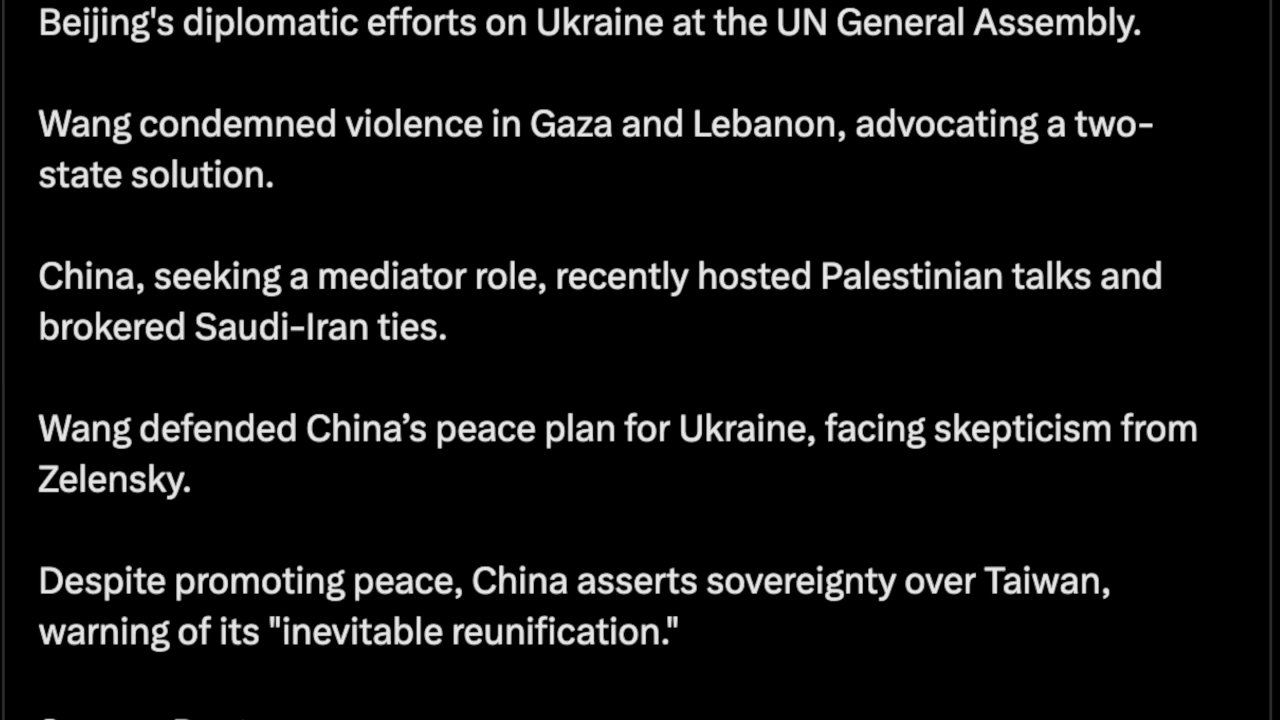 Beijing's diplomatic efforts on Ukraine at the UN General Assembly.
Wang condemned violence in Gaza and Lebanon, advocating a two-
state solution.
China, seeking a mediator role, recently hosted Palestinian talks and
brokered Saudi-Iran ties.
Wang defended China’s peace plan for Ukraine, facing skepticism from
Zelensky.
Despite promoting peace, China asserts sovereignty over Taiwan,
warning of its "inevitable reunification."